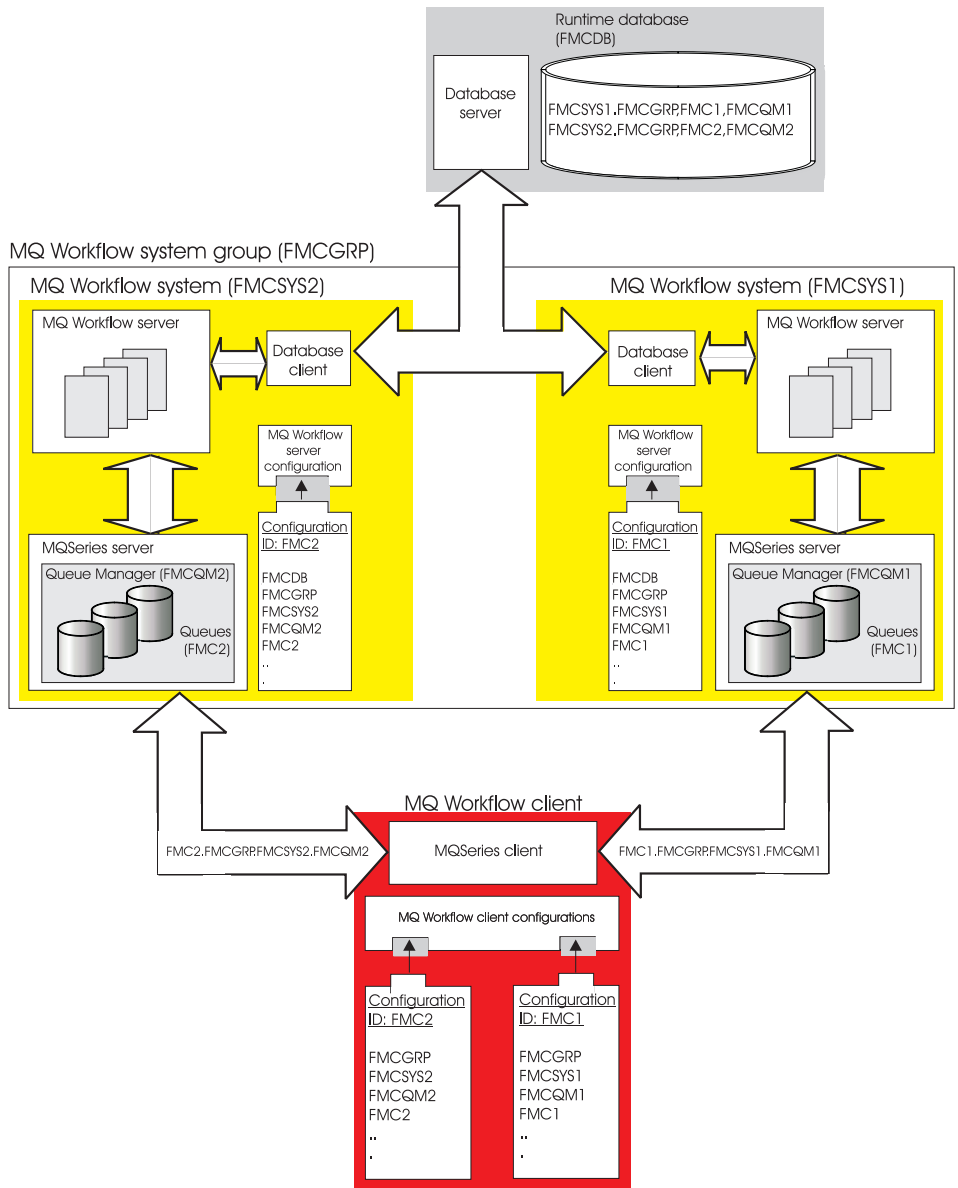 Runtime database
(FMCDB)
Database
server
FMCSYS1.FMCGRP,FMC1,FMCQM1
FMCSYS2.FMCGRP,FMC2,FMCQM2
MQ Workflow system group (FMCGRP)
MQ Workflow system (FMCSYS2)
MQ Workflow server
Database
client
MQ Workflow
server
configuration
Configuration
ID: FMC2
FMCDB
FMCGRP
FMCSYS2
FMCQM2
FMC2
..
.
MQSeries server
Queue Manager (FMCQM2)
Queues
(FMC2)
MQ Workflow system (FMCSYS1)
MQ Workflow server
Database
client
MQ Workflow
server
configuration
Configuration
ID: FMC1
FMCDB
FMCGRP
FMCSYS1
FMCQM1
FMC1
..
.
MQSeries server
Queue Manager (FMCQM1
Queues
(FMC1)
MQ Workflow client
FMC2.FMCGRP.FMCSYS2.FMCQM2
MQSeries client
FMC1.FMCGRP.FMCSYS1.FMCQM1
MQ Workflow client configurations
Configuration
ID: FMC2
FMCGRP
FMCSYS2
FMCQM2
FMC2
..
.
Configuration
ID: FMC1
FMCGRP
FMCSYS1
FMCQM1
FMC1
..
.